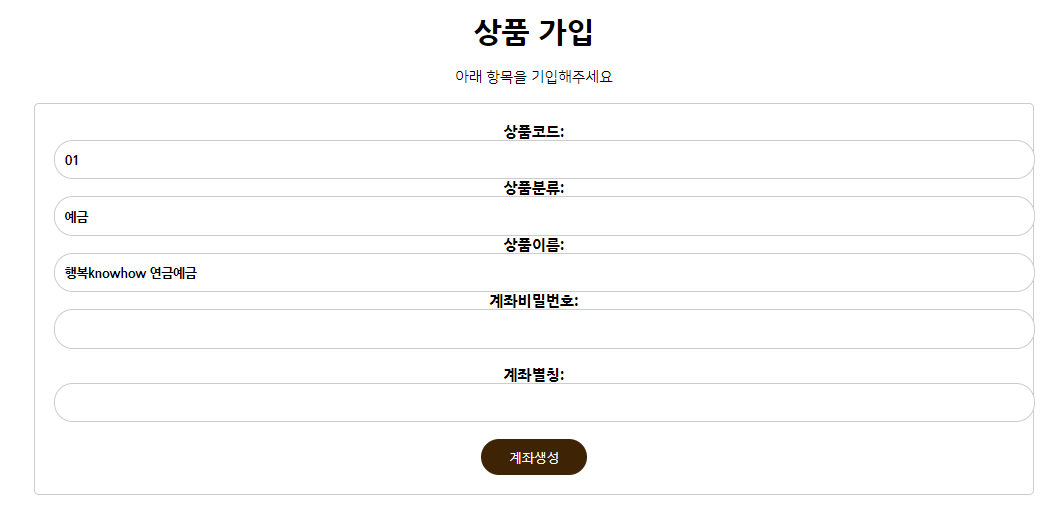 상품 가입
아래 항목을 기입해주세요
상품코드:
01
상품분류:
예금
상품이름:
행복knowhow 연금예금
계좌비밀번호:
계좌별칭:
계좌생성